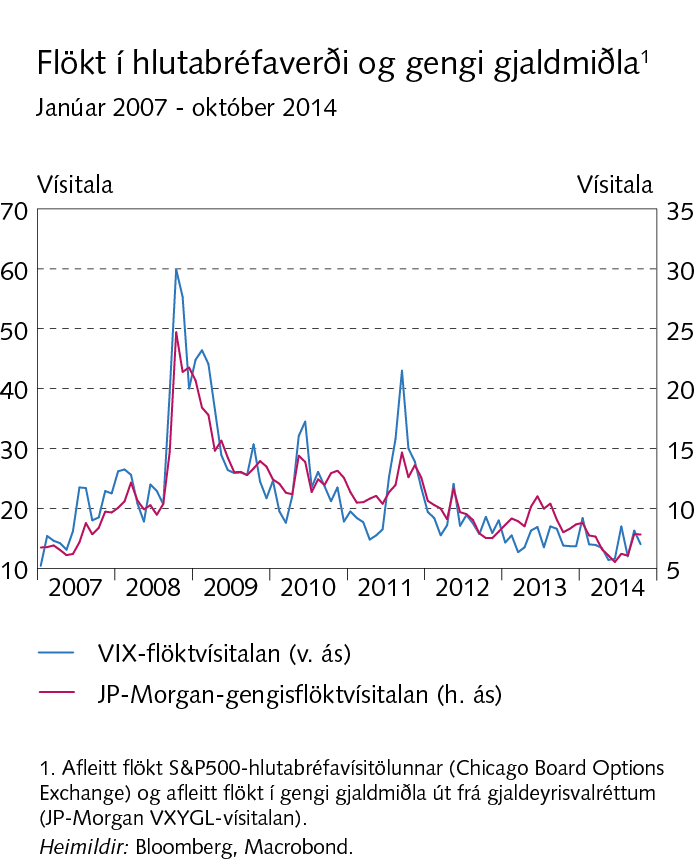 Flökt í hlutabréfaverði og gengi gjaldmiðla¹
Janúar 2007 - október 2014
Vísitala Vísitala
70 35
60 30
50 25
40 20
30 15
20 10
10 5
2007 2008 2009 2010 2011 2012 2013 2014
VIX-flöktvísitalan (v. ás)
JP-Morgan-gengisflöktvísitalan (h. ás)
1. Afleitt flökt S&P500-hlutabréfavísitölunnar (Chicago Board Options
Exchange) og afleitt flökt í gengi gjaldmiðla út frá gjaldeyrisvalréttum
(JP-Morgan VXYGL-vísitalan).
Heimildir: Bloomberg, Macrobond.